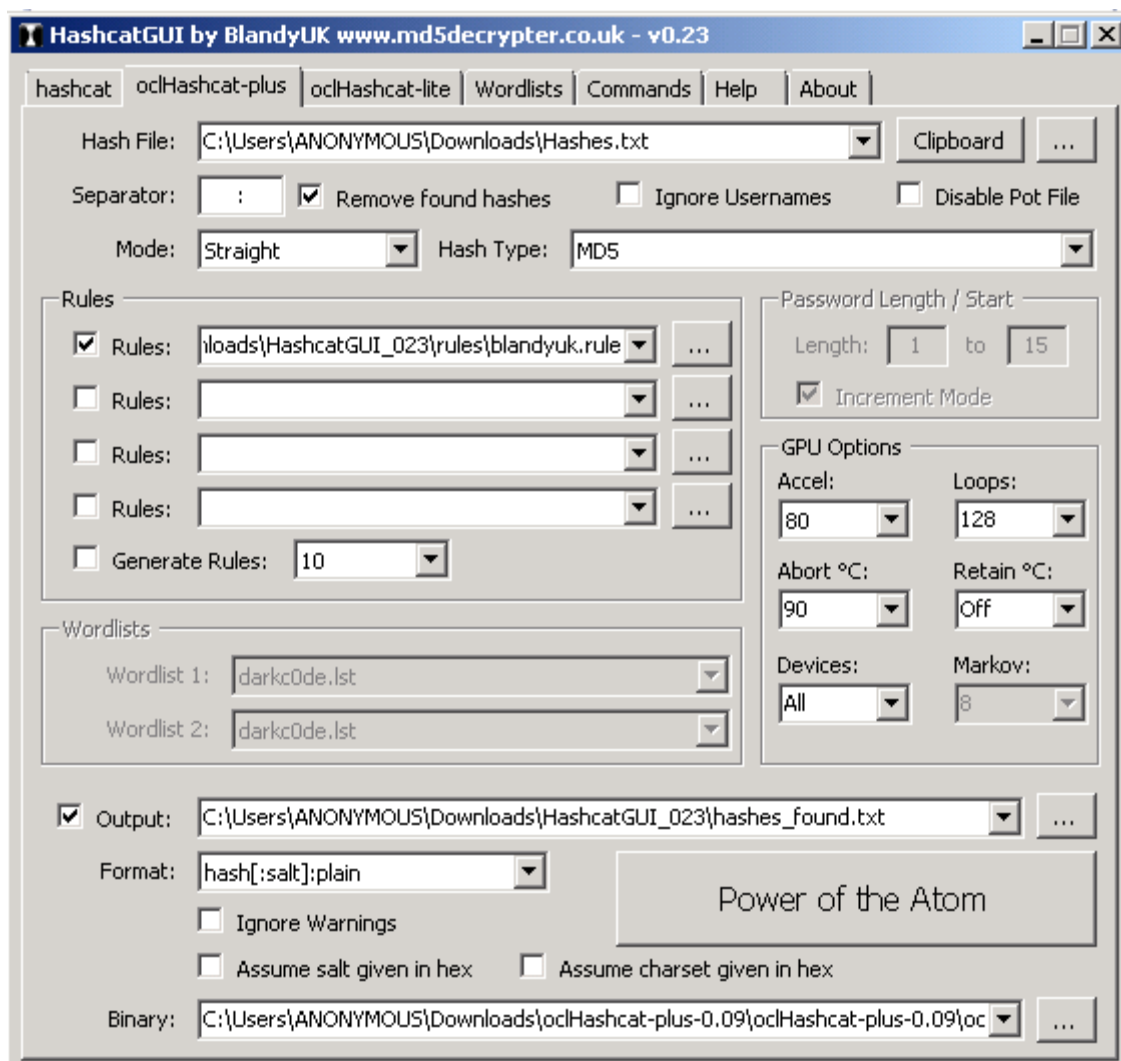 HashcatGUI by BlandyUK www.md5decrypter.co.uk - v0.23
hashcat oclHashcat-plus oclHashcat-lite Wordlists Commands Help About
Hash File: C:\Users\ANONYMOUS\Downloads\Hashes.txt Clipboard ...
Separator: : Remove found hashes Ignore Usernames Disable Pot File
Mode: Straight Hash Type: MD5
Rules
Rules: \HashcatGUI_023\rules\blandyuk.rule ...
Rules: ...
Rules: ...
Rules: ...
Generate Rules: 10
Password Length / Start
Length: 1 to 15
Increment Mode
GPU Options
Accel: Loops:
80 128
Abort °C: Retain °C:
90 Off
Devices: Markov:
All 8
Wordlists
Wordlist 1: darkc0de.lst
Wordlist 2: darkc0de.lst
Output: C:\Users\ANONYMOUS\Downloads\HashcatGUI_023\hashes_found.txt ...
Format: hash[:salt]:plain
Power of the Atom
Ignore Warnings
Assume salt given in hex Assume charset given in hex
Binary: C:\Users\ANONYMOUS\Downloads\oclHashcat-plus-0.09\oclHashcat-plus-0.09\oc ...